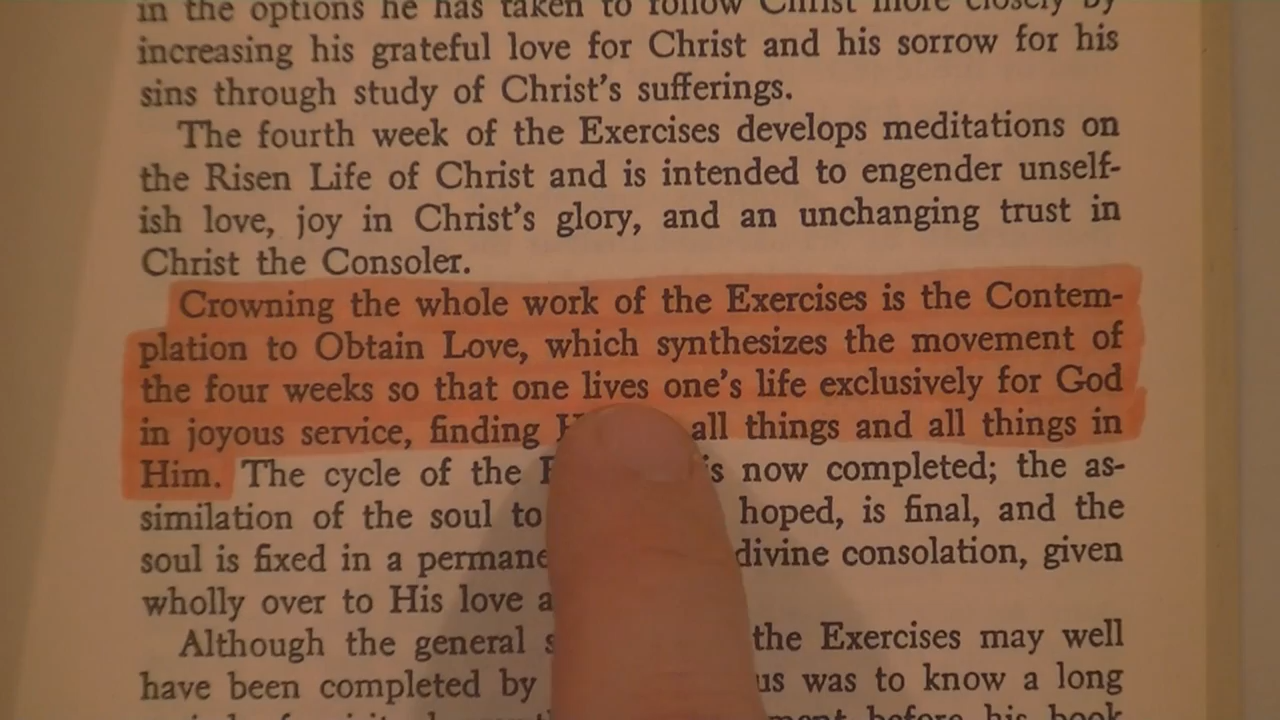 in the options he has taken to follow Christ more closely by
increasing his grateful love for Christ and his sorrow for his
sins through study of Christ's sufferings.
The fourth week of the Exercises develops meditations on
the Risen Life of Christ and is intended to engender unself-
ish love, joy in Christ's glory, and an unchanging trust in
Christ the Consoler.
Crowning the whole work of the Exercises is the Contem-
plation to Obtain Love, which synthesizes the movement of
the four weeks so that one lives one's life exclusively for God
in joyous service, finding all things and all things in
Him. The cycle of the is now completed; the as-
similation of the soul to hoped, is final, and the
soul is fixed in a divine consolation, given
wholly over to His love
Although the general the Exercises may well
have been completed by was to know a long
before his book